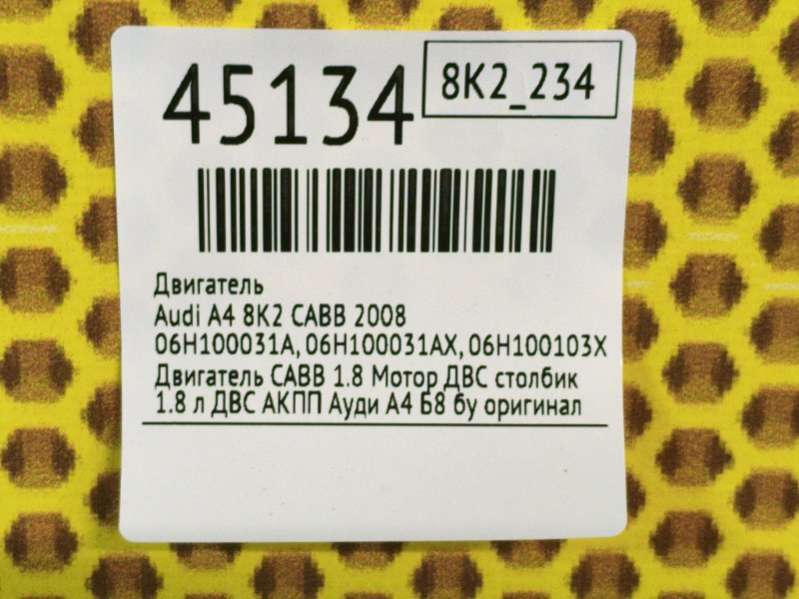 45134
8K2_234
Двигатель
Audi A4 8K2 CABB 2008
06H100031A, 06H100031AX, 06H100103X
Двигатель CABB 1.8 Мотор ДВС столбик
1.8 л ДВС АКПП Ауди А4 Б8 бу оригинал